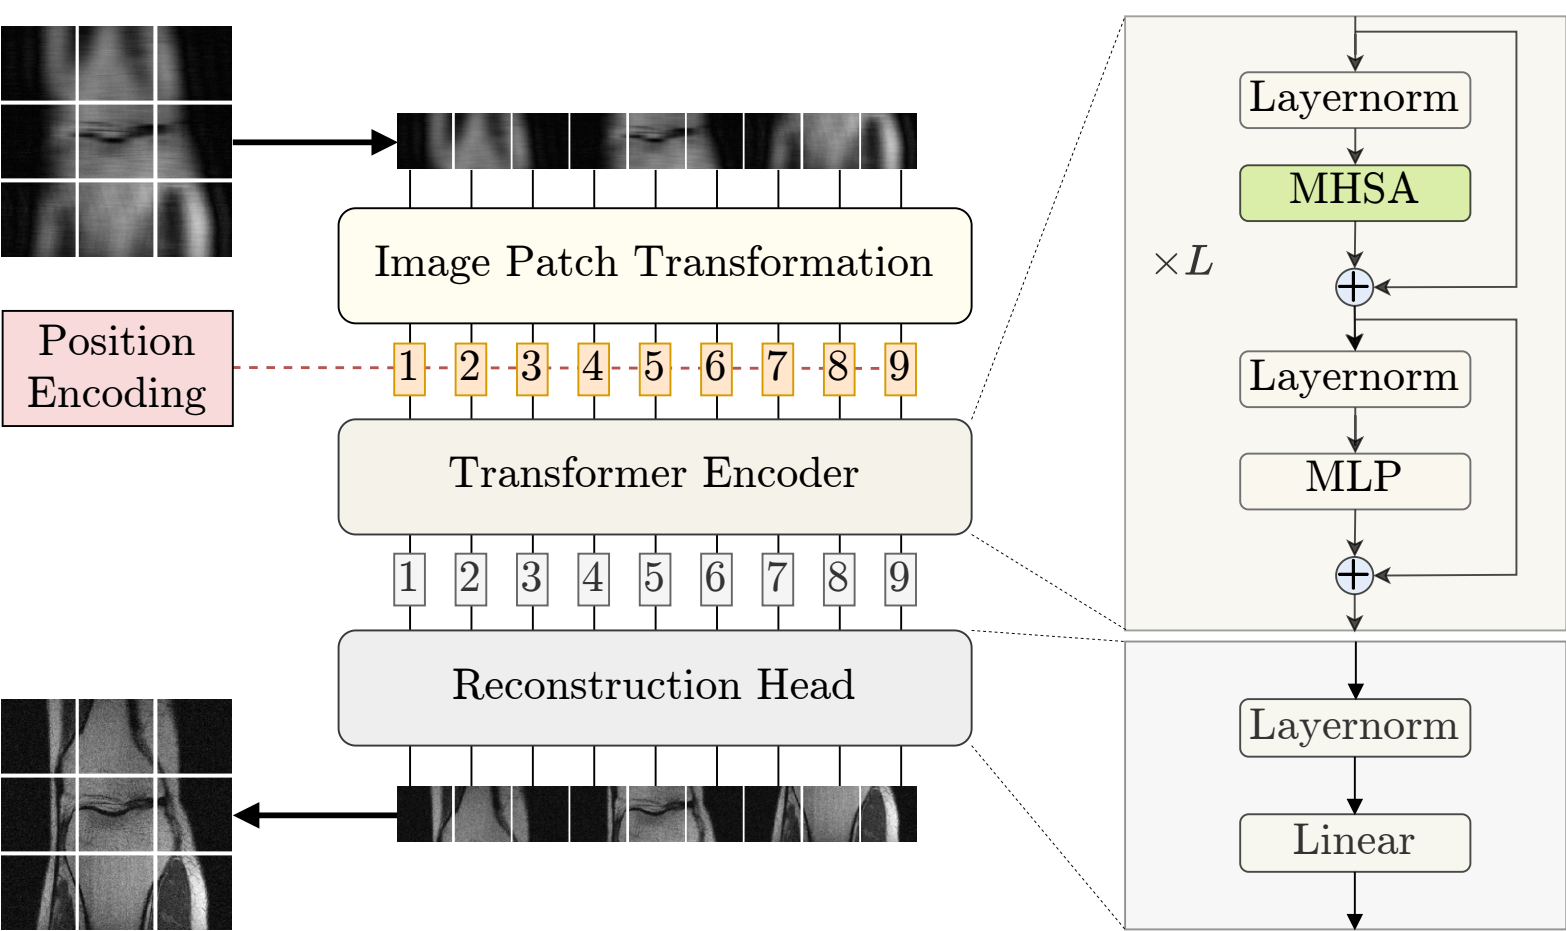 Image Patch Transformation
Position
Encoding
1 2 3 4 5 6 7 8 9
Transformer Encoder
1 2 3 4 5 6 7 8 9
Reconstruction Head
Layernorm
MHSA
×L
Layernorm
MLP
Layernorm
Linear